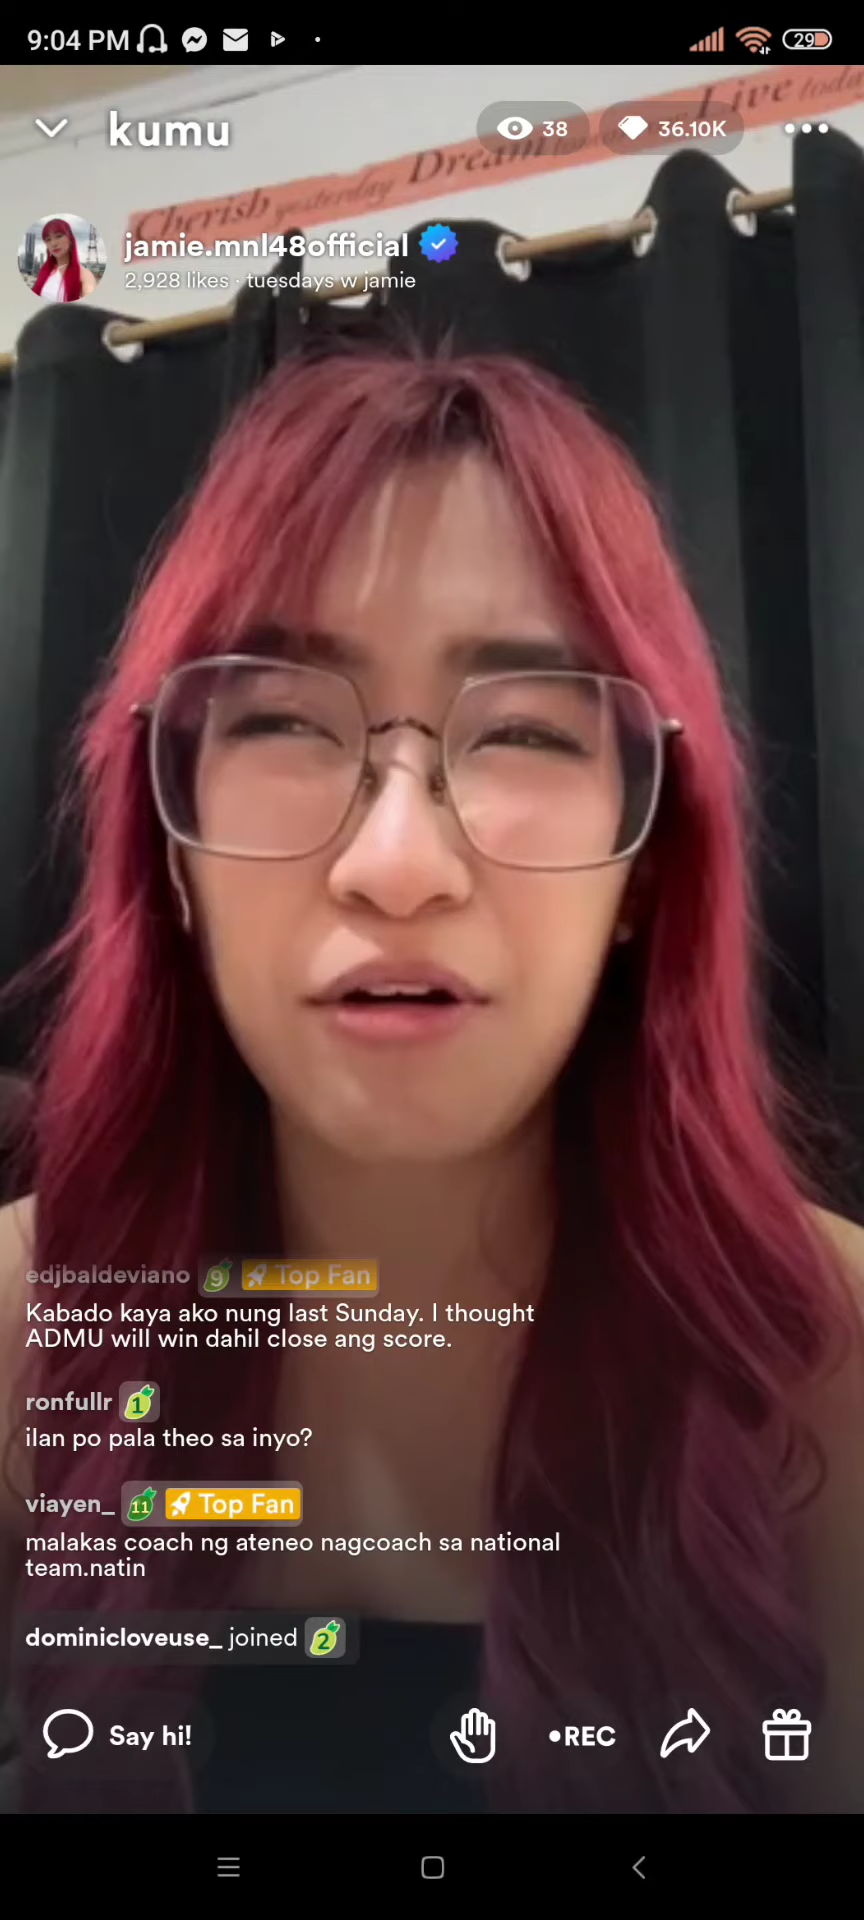 9:04 PM
29
Cherish yesterday Dream Live today
kumu
38
36.10K
jamie.mnl48official
2,928 likes · tuesdays w jamie
edjbaldeviano 9 Top Fan
Kabado kaya ako nung last Sunday. I thought
ADMU will win dahil close ang score.
ronfullr 1
ilan po pala theo sa inyo?
viayen_ 11 Top Fan
malakas coach ng ateneo nagcoach sa national
team.natin
dominicloveuse_ joined 2
Say hi!
•REC